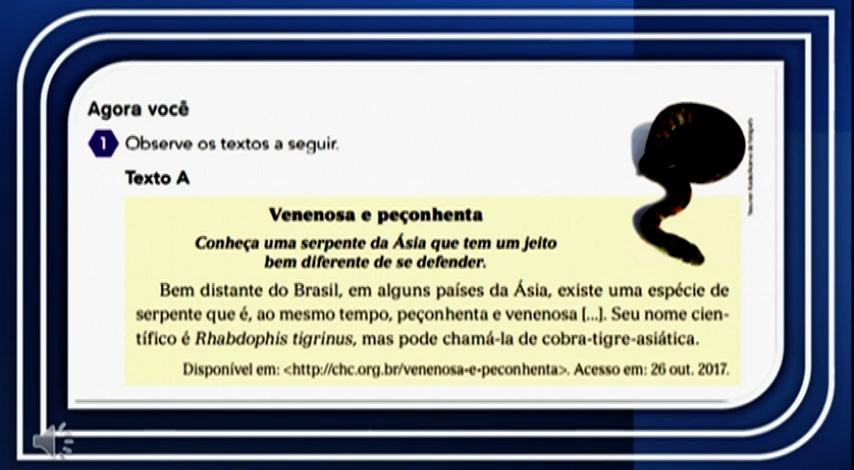 Agora você
1 Observe os textos a seguir.
Texto A
Venenosa e peçonhenta
Conheça uma serpente da Ásia que tem um jeito
bem diferente de se defender.
Bem distante do Brasil, em alguns países da Ásia, existe uma espécie de
serpente que é, ao mesmo tempo, peçonhenta e venenosa [...]. Seu nome cien-
tífico é Rhabdophis tigrinus, mas pode chamá-la de cobra-tigre-asiática.
Disponível em: <http://chc.org.br/venenosa-e-peconhenta>. Acesso em: 26 out. 2017.